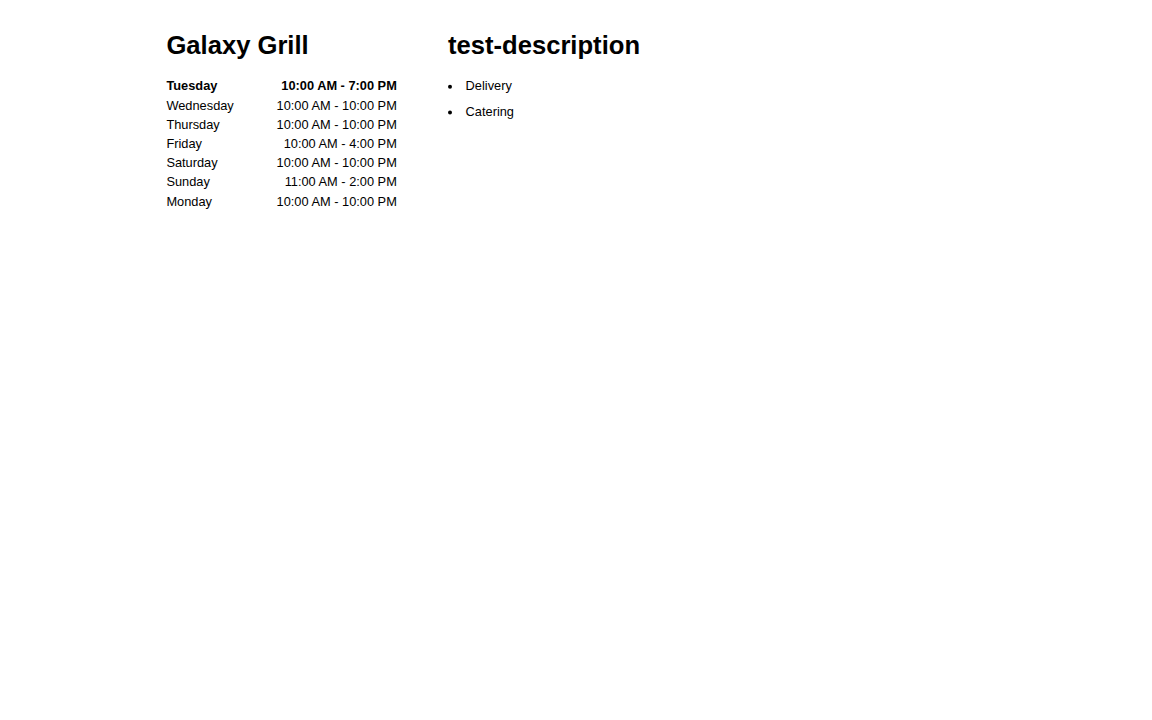 Galaxy Grill
Tuesday 10:00 AM - 7:00 PM
Wednesday 10:00 AM - 10:00 PM
Thursday 10:00 AM - 10:00 PM
Friday 10:00 AM - 4:00 PM
Saturday 10:00 AM - 10:00 PM
Sunday 11:00 AM - 2:00 PM
Monday 10:00 AM - 10:00 PM
test-description
• Delivery
• Catering